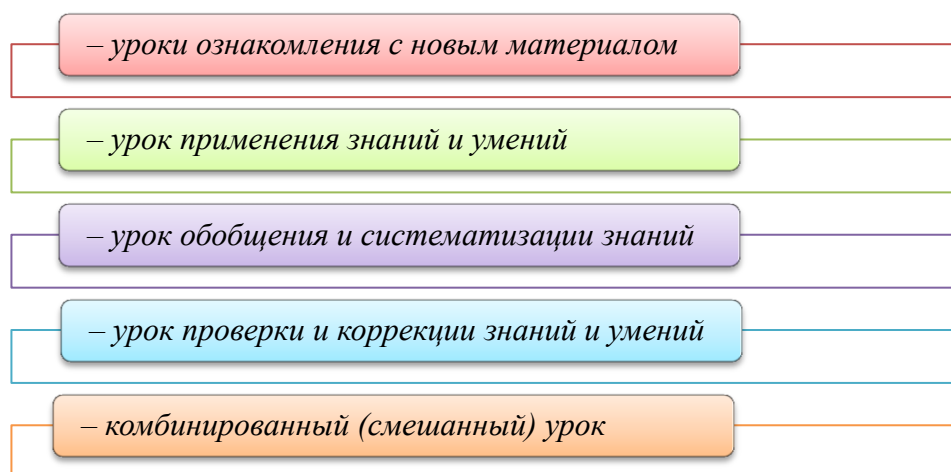 – уроки ознакомления с новым материалом
– урок применения знаний и умений
– урок обобщения и систематизации знаний
– урок проверки и коррекции знаний и умений
– комбинированный (смешанный) урок